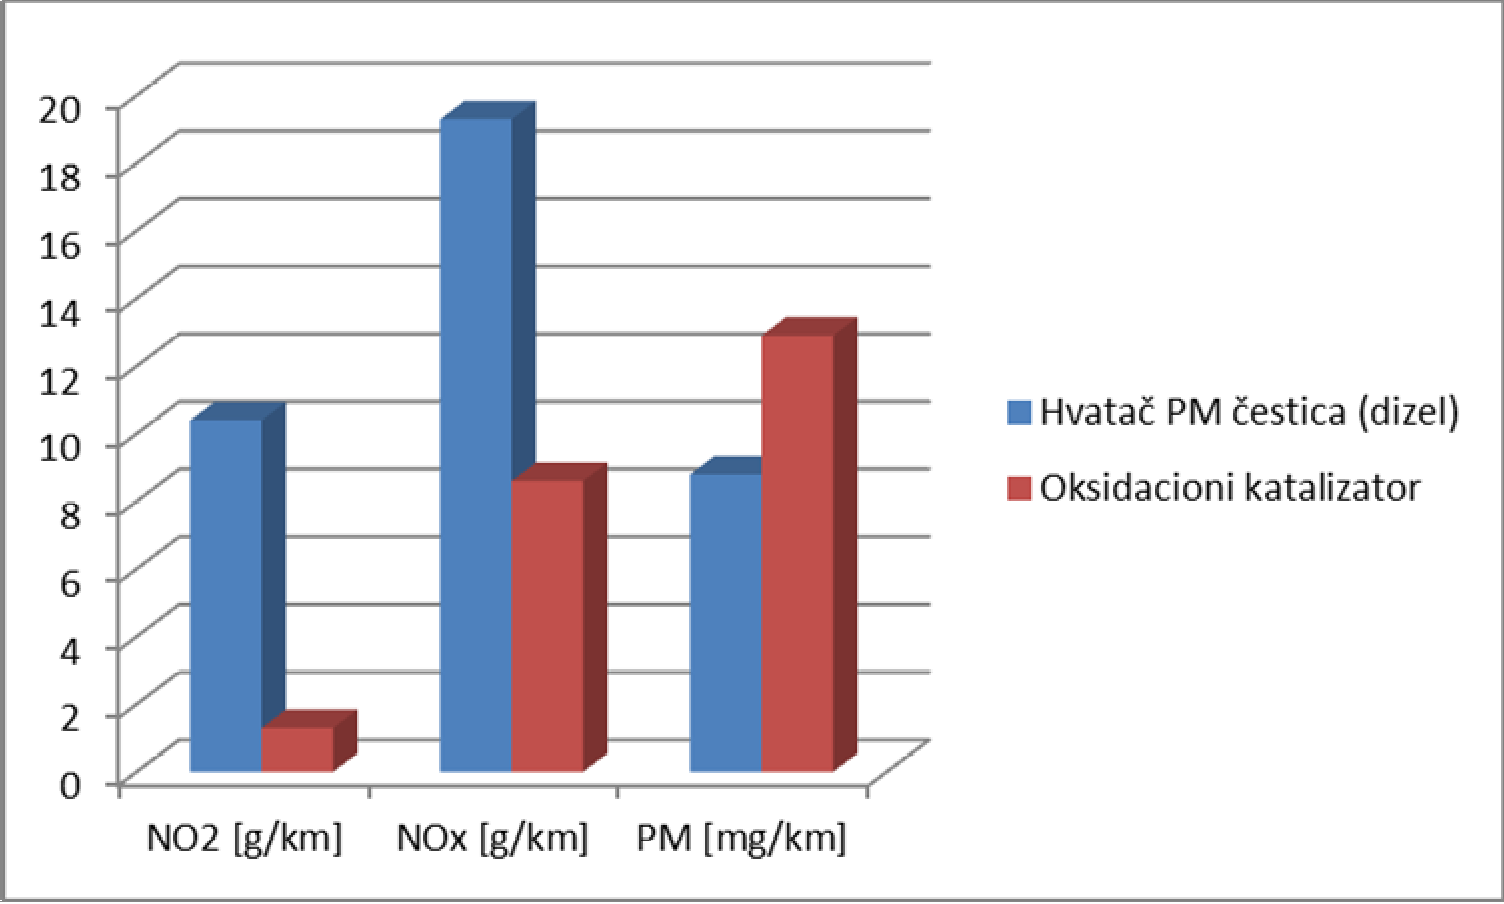 20
18
16
14
12
10
8
6
4
2
0
NO2 [g/km]
NOx [g/km]
PM [mg/km]
Hvatač PM čestica (dizel)
Oksidacioni katalizator